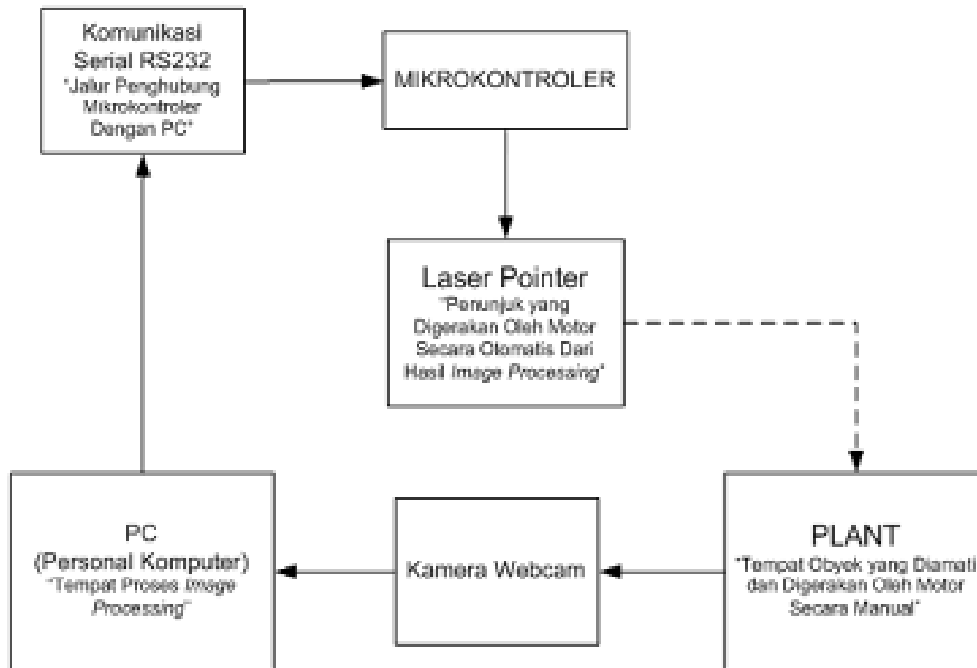 Komunikasi
Serial RS232
"Jalur Penghubung
Mikrokontroler
Dangan PC"
MIKROKONTROLER
Laser Pointer
"Penunjuk yang
Digerakan Oleh Motor
Secara Otomatis Dari
Hasil Image Processing"
PC
(Personal Komputer)
"Tempat Proses Image
Processing"
Kamera Webcam
PLANT
"Tempat Obyek yang Diamati
dan Digerakan Oleh Motor
Secara Manual"